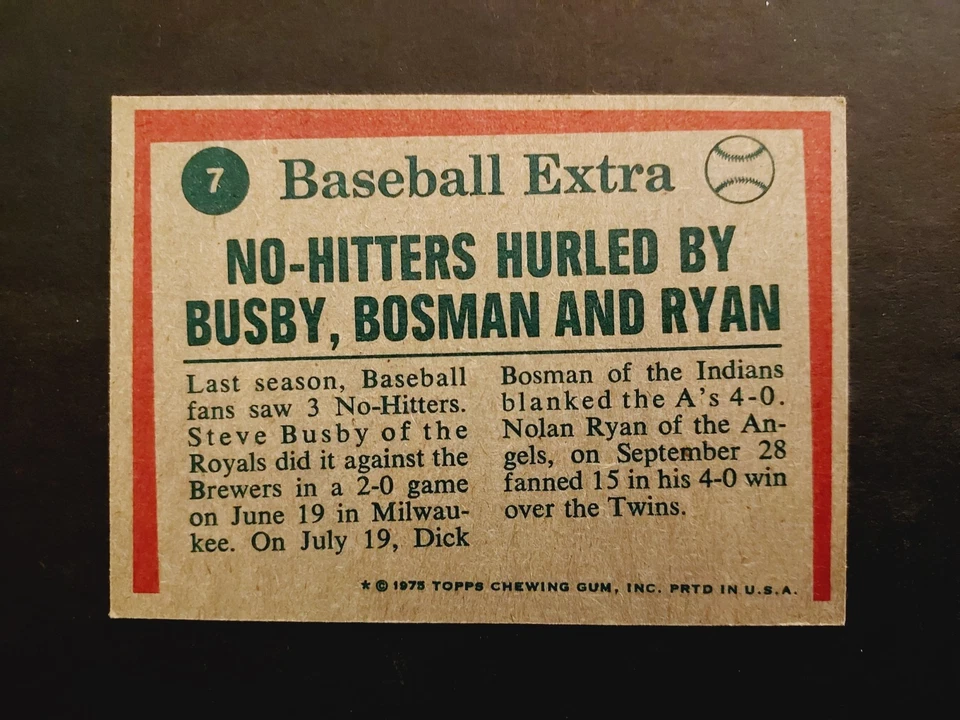 7 Baseball Extra
NO-HITTERS HURLED BY
BUSBY, BOSMAN AND RYAN
Last season, Baseball
fans saw 3 No-Hitters.
Steve Busby of the
Royals did it against the
Brewers in a 2-0 game
on June 19 in Milwau-
kee. On July 19, Dick
Bosman of the Indians
blanked the A's 4-0.
Nolan Ryan of the An-
gels, on September 28
fanned 15 in his 4-0 win
over the Twins.
* © 1975 TOPPS CHEWING GUM, INC. PRTD IN U.S.A.